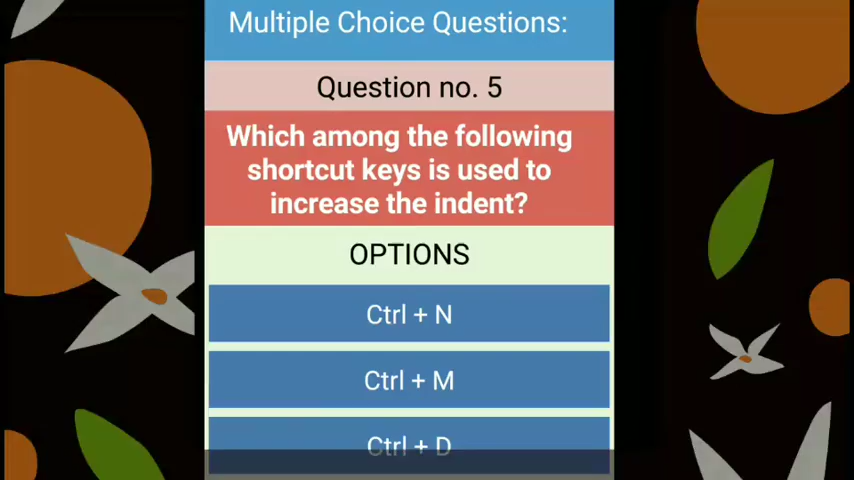 Multiple Choice Questions:
Question no. 5
Which among the following
shortcut keys is used to
increase the indent?
OPTIONS
Ctrl + N
Ctrl + M
Ctrl + D